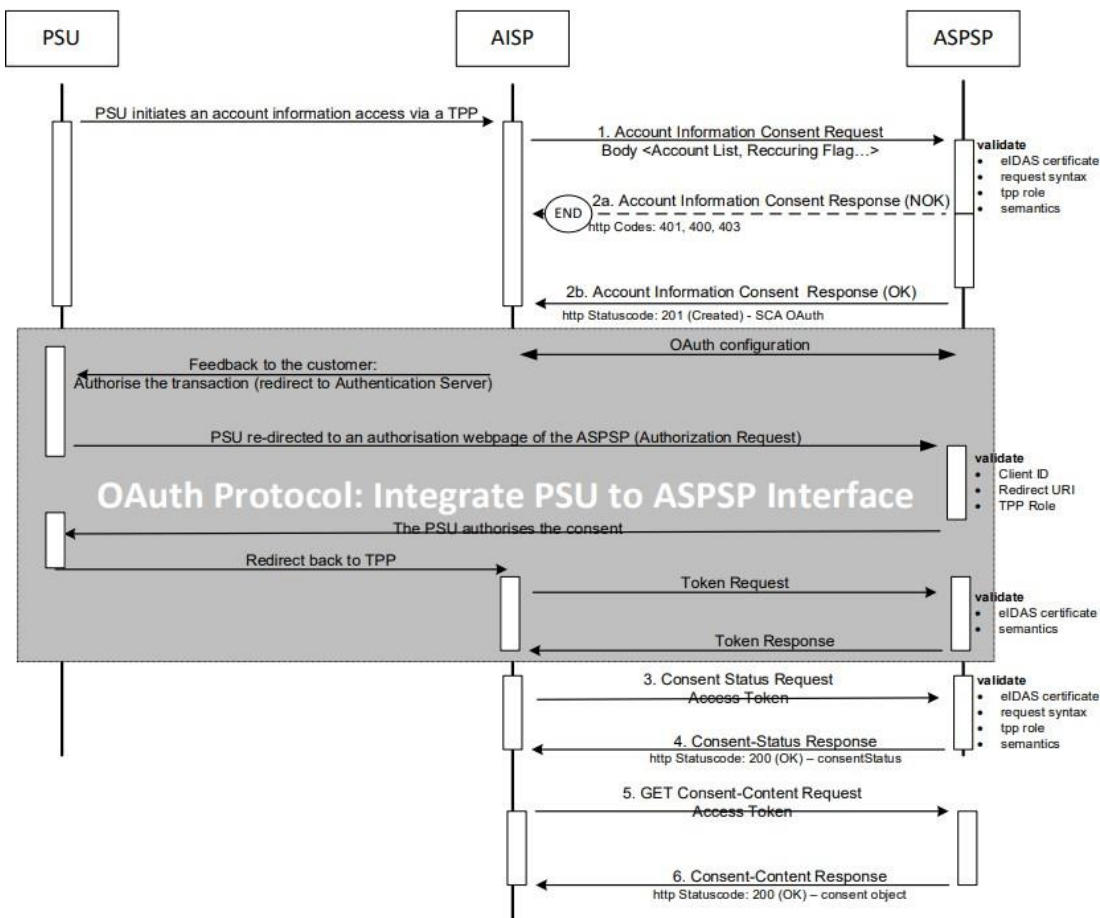 PSU
AISP
ASPSP
PSU initiates an account information access via a TPP
1. Account Information Consent Request
Body <Account List, Reccuring Flag...>
validate
• eIDAS certificate
• request syntax
• tpp role
• semantics
2a. Account Information Consent Response (NOK)
END
http Codes: 401, 400, 403
2b. Account Information Consent Response (OK)
http Statuscode: 201 (Created) - SCA OAuth
OAuth configuration
Feedback to the customer:
Authorise the transaction (redirect to Authentication Server)
PSU re-directed to an authorisation webpage of the ASPSP (Authorization Request)
validate
• Client ID
• Redirect URI
• TPP Role
OAuth Protocol: Integrate PSU to ASPSP Interface
The PSU authorises the consent
Redirect back to TPP
Token Request
validate
• eIDAS certificate
• semantics
Token Response
3. Consent Status Request
Access Token
validate
• eIDAS certificate
• request syntax
• tpp role
• semantics
4. Consent-Status Response
http Statuscode: 200 (OK) – consentStatus
5. GET Consent-Content Request
Access Token
6. Consent-Content Response
http Statuscode: 200 (OK) – consent object